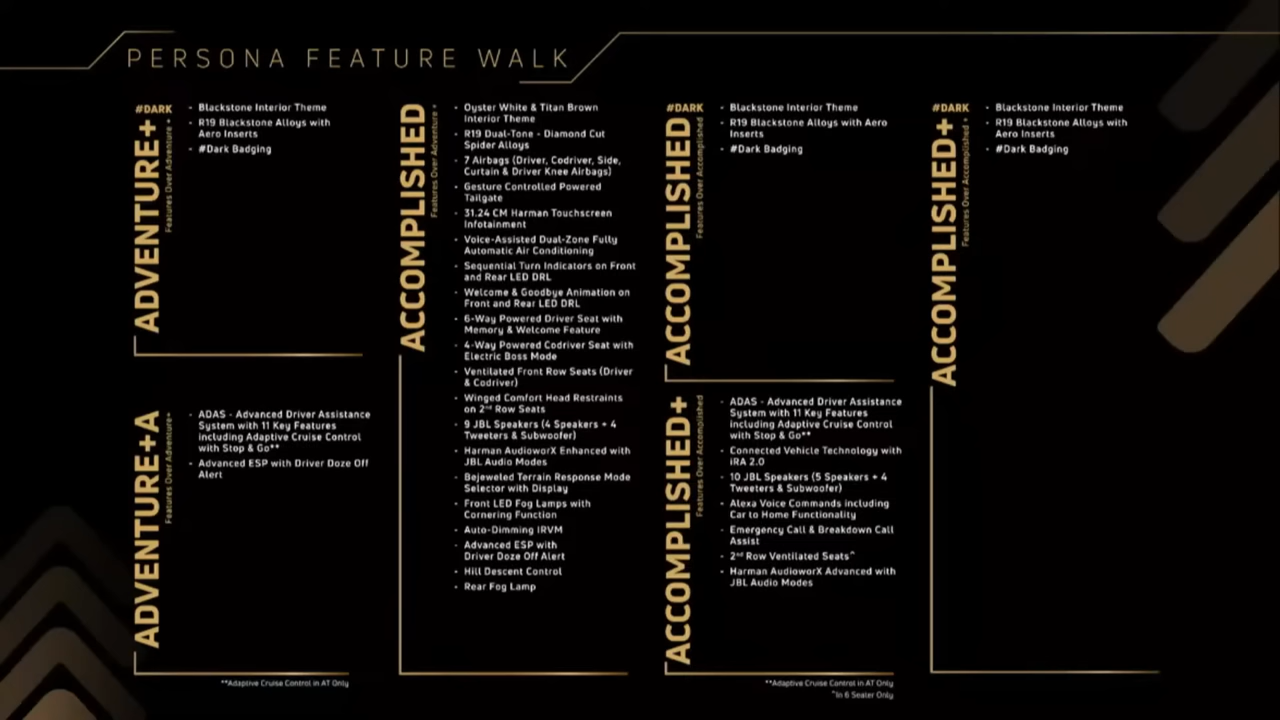 PERSONA FEATURE WALK
#DARK
ADVENTURE+
Features Over Adventure +
• Blackstone Interior Theme
• R19 Blackstone Alloys with
Aero Inserts
• #Dark Badging
ADVENTURE+A
Features Over Adventure+
• ADAS - Advanced Driver Assistance
System with 11 Key Features
including Adaptive Cruise Control
with Stop & Go**
• Advanced ESP with Driver Doze Off
Alert
**Adaptive Cruise Control in AT Only
ACCOMPLISHED
Features Over Adventure +
• Oyster White & Titan Brown
Interior Theme
• R19 Dual-Tone - Diamond Cut
Spider Alloys
• 7 Airbags (Driver, Codriver, Side,
Curtain & Driver Knee Airbags)
• Gesture Controlled Powered
Tailgate
• 31.24 CM Harman Touchscreen
Infotainment
• Voice-Assisted Dual-Zone Fully
Automatic Air Conditioning
• Sequential Turn Indicators on Front
and Rear LED DRL
• Welcome & Goodbye Animation on
Front and Rear LED DRL
• 6-Way Powered Driver Seat with
Memory & Welcome Feature
• 4-Way Powered Codriver Seat with
Electric Boss Mode
• Ventilated Front Row Seats (Driver
& Codriver)
• Winged Comfort Head Restraints
on 2nd Row Seats
• 9 JBL Speakers (4 Speakers + 4
Tweeters & Subwoofer)
• Harman AudioworX Enhanced with
JBL Audio Modes
• Bejeweled Terrain Response Mode
Selector with Display
• Front LED Fog Lamps with
Cornering Function
• Auto-Dimming IRVM
• Advanced ESP with
Driver Doze Off Alert
• Hill Descent Control
• Rear Fog Lamp
#DARK
ACCOMPLISHED
Features Over Accomplished
• Blackstone Interior Theme
• R19 Blackstone Alloys with Aero
Inserts
• #Dark Badging
ACCOMPLISHED+
Features Over Accomplished
• ADAS - Advanced Driver Assistance
System with 11 Key Features
including Adaptive Cruise Control
with Stop & Go**
• Connected Vehicle Technology with
iRA 2.0
• 10 JBL Speakers (5 Speakers + 4
Tweeters & Subwoofer)
• Alexa Voice Commands including
Car to Home Functionality
• Emergency Call & Breakdown Call
Assist
• 2nd Row Ventilated Seats^
• Harman AudioworX Advanced with
JBL Audio Modes
**Adaptive Cruise Control in AT Only
^In 6 Seater Only
#DARK
ACCOMPLISHED+
Features Over Accomplished +
• Blackstone Interior Theme
• R19 Blackstone Alloys with
Aero Inserts
• #Dark Badging